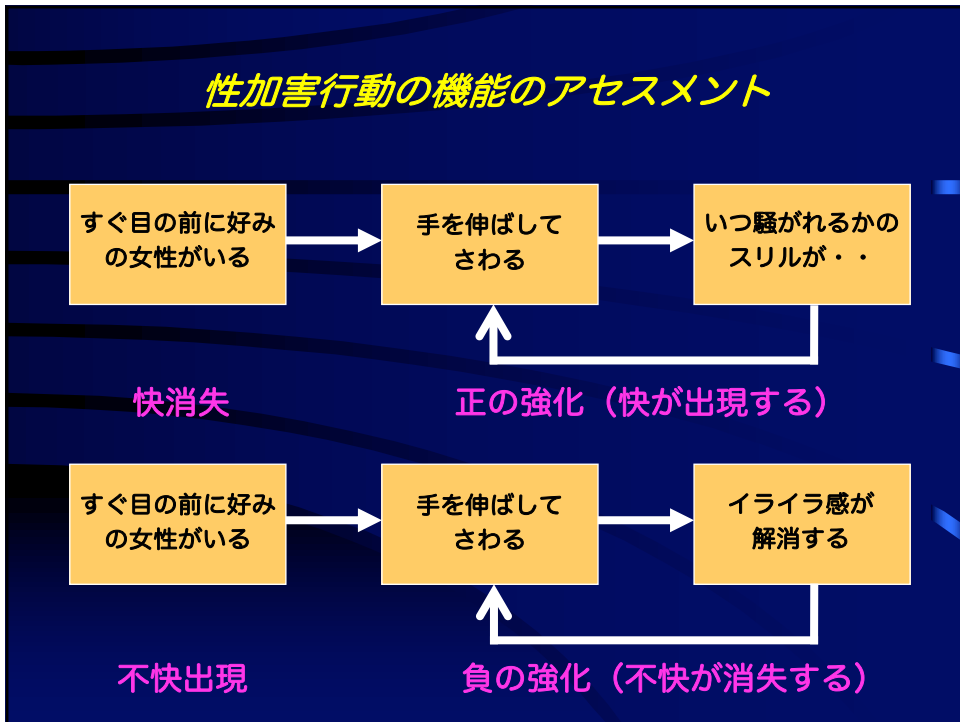 性加害行動の機能のアセスメント
すぐ目の前に好み
の女性がいる
手を伸ばして
さわる
いつ騒がれるかの
スリルが・・
快消失
正の強化（快が出現する）
すぐ目の前に好み
の女性がいる
手を伸ばして
さわる
イライラ感が
解消する
不快出現
負の強化（不快が消失する）